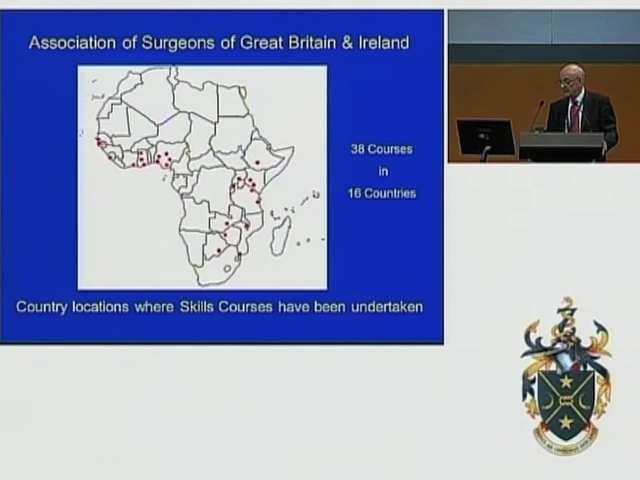 Association of Surgeons of Great Britain & Ireland
38 Courses
in
16 Countries
Country locations where Skills Courses have been undertaken